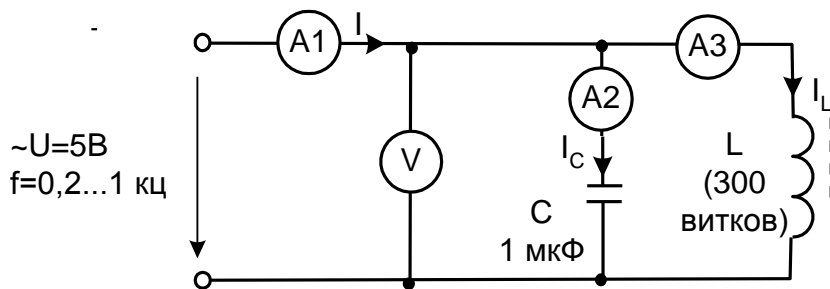 -
A1
I
A3
A2
I_L
~U=5В
f=0,2...1 кц
V
I_C
L
(300
витков)
C
1 мкФ